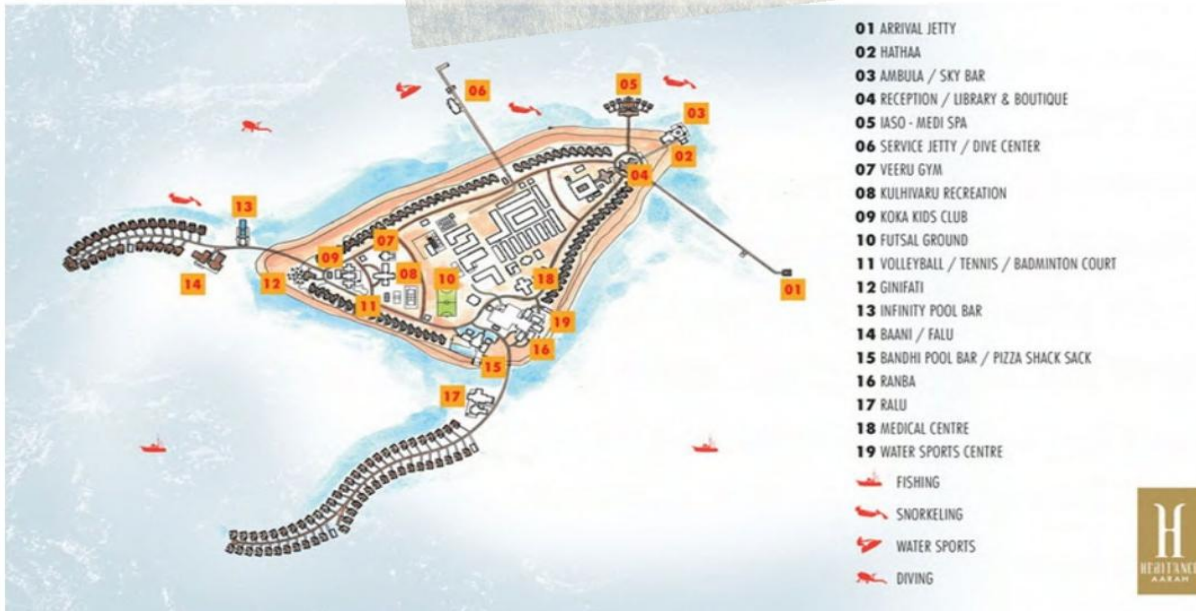 01 ARRIVAL JETTY
02 HATHAA
03 AMBULA / SKY BAR
04 RECEPTION / LIBRARY & BOUTIQUE
05 IASO - MEDI SPA
06 SERVICE JETTY / DIVE CENTER
07 VEERU GYM
08 KULHIVARU RECREATION
09 KOKA KIDS CLUB
10 FUTSAL GROUND
11 VOLLEYBALL / TENNIS / BADMINTON COURT
12 GINIFATI
13 INFINITY POOL BAR
14 BAANI / FALU
15 BANDHI POOL BAR / PIZZA SHACK SACK
16 RANBA
17 RALU
18 MEDICAL CENTRE
19 WATER SPORTS CENTRE
FISHING
SNORKELING
WATER SPORTS
DIVING
05
06
03
02
04
13
07
09
08
10
18
01
14
12
11
19
16
15
17
H
HERITANCE
AARAH